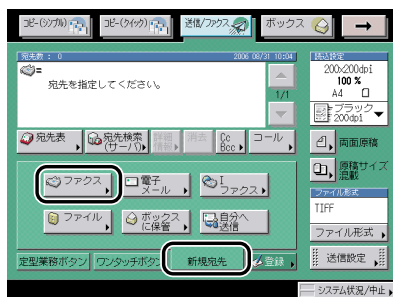 コピー(シンプル) コピー(クイック) 送信/ファクス ボックス
宛先数: 0 2006 08/31 10:04
宛先を指定してください。
1/1
宛先表 宛先検索(サーバ) 詳細情報 消去 Cc Bcc コール
ファクス 電子メール Iファクス
ファイル ボックスに保管 自分へ送信
定型業務ボタン ワンタッチボタン 新規宛先 登録
読込設定
200x200dpi
100 %
A4
ブラック
200dpi
両面原稿
原稿サイズ混載
ファイル形式
TIFF
ファイル形式
送信設定
システム状況/中止